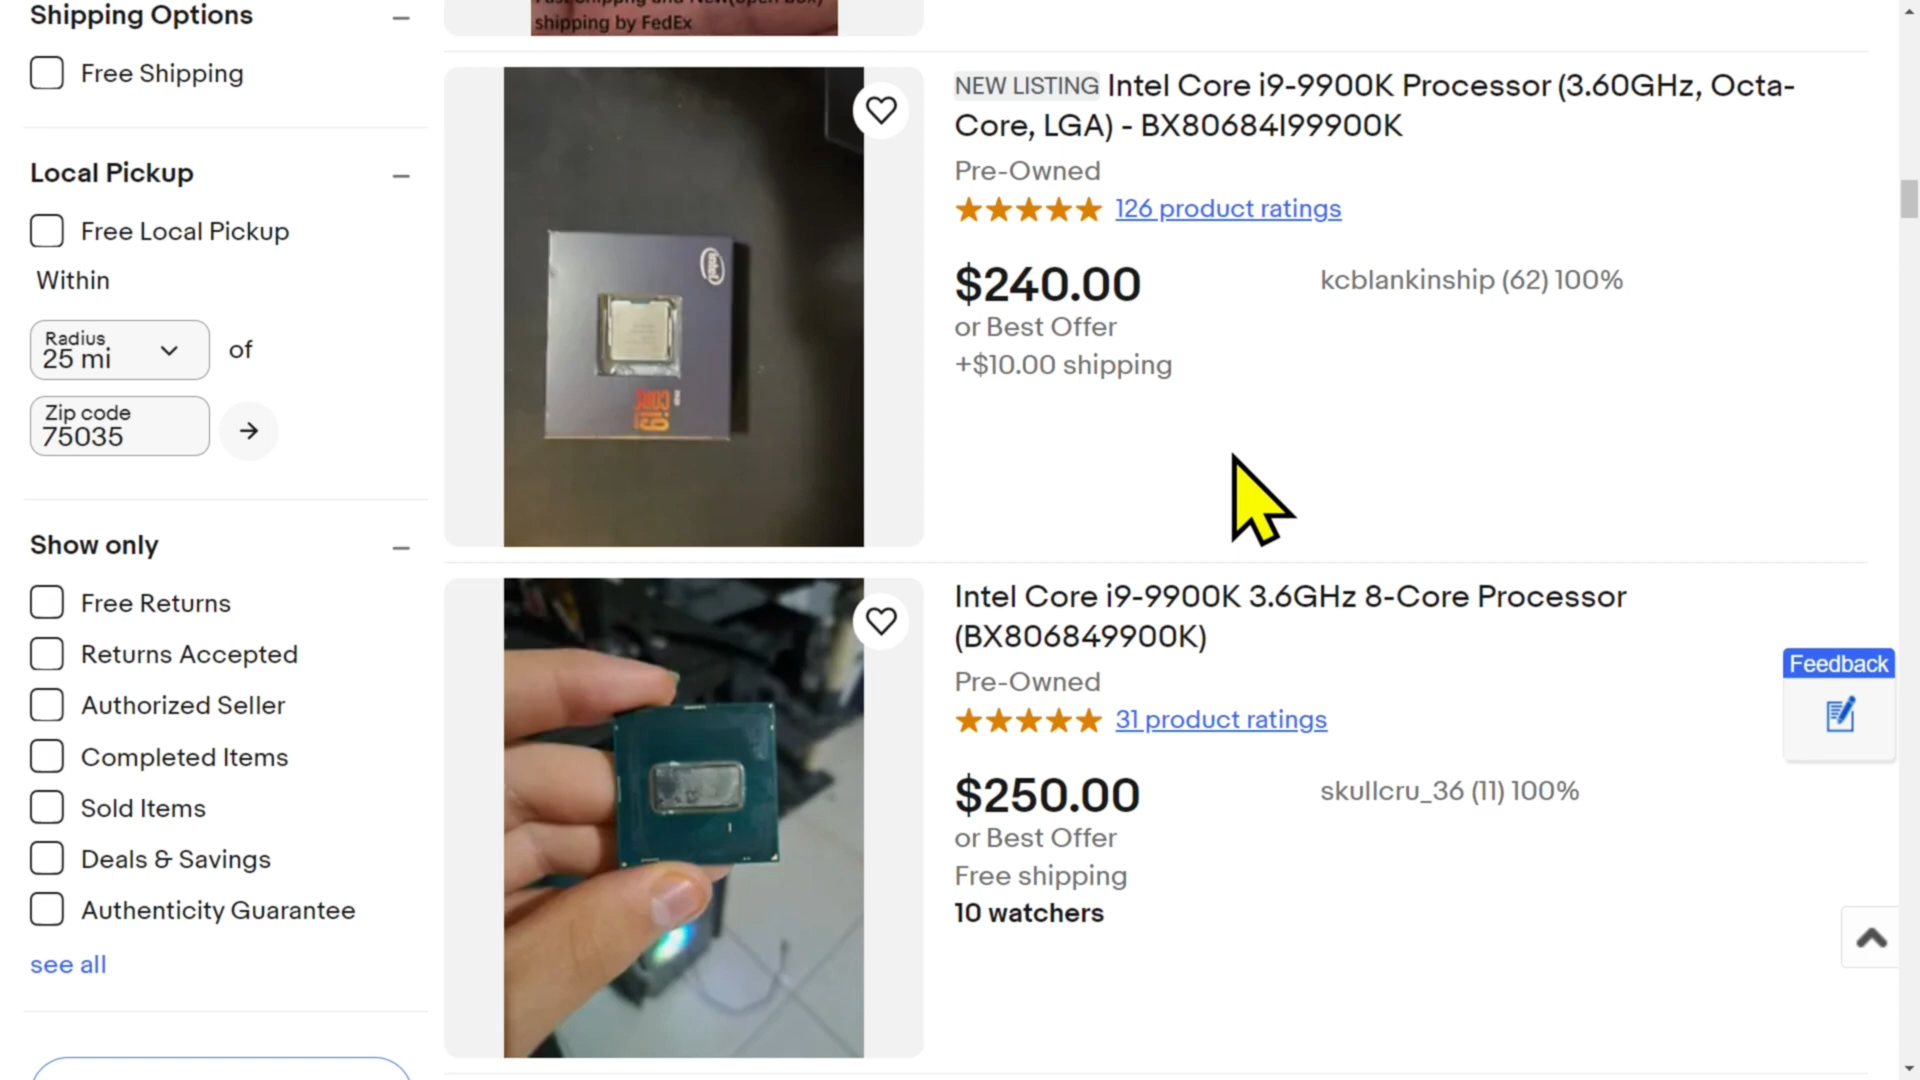 Shipping Options
Free Shipping
Local Pickup
Free Local Pickup
Within
Radius
25 mi
of
Zip code
75035
Show only
Free Returns
Returns Accepted
Authorized Seller
Completed Items
Sold Items
Deals & Savings
Authenticity Guarantee
see all
shipping by FedEx
intel
CORE
i9
NEW LISTING Intel Core i9-9900K Processor (3.60GHz, Octa-
Core, LGA) - BX80684I99900K
Pre-Owned
126 product ratings
$240.00
kcblankinship (62) 100%
or Best Offer
+$10.00 shipping
Intel Core i9-9900K 3.6GHz 8-Core Processor
(BX806849900K)
Pre-Owned
31 product ratings
$250.00
skullcru_36 (11) 100%
or Best Offer
Free shipping
10 watchers
Feedback